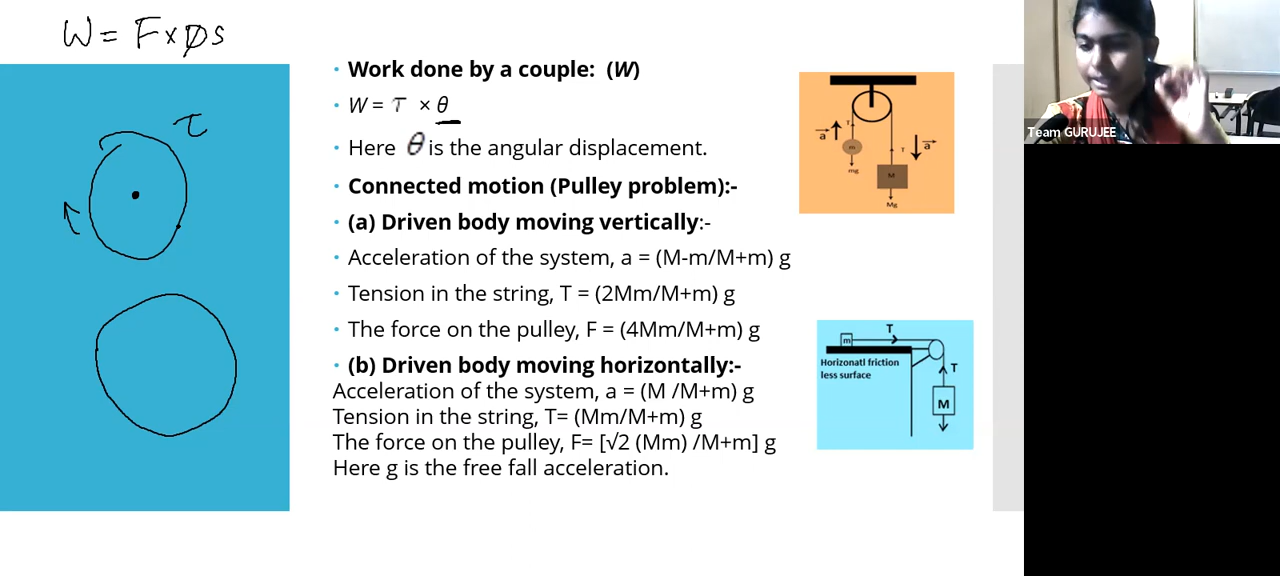 W = F x Ds
τ
Work done by a couple: (W)
W = τ × θ
Here θ is the angular displacement.
Connected motion (Pulley problem):-
(a) Driven body moving vertically:-
Acceleration of the system, a = (M-m/M+m) g
Tension in the string, T = (2Mm/M+m) g
The force on the pulley, F = (4Mm/M+m) g
(b) Driven body moving horizontally:-
Acceleration of the system, a = (M /M+m) g
Tension in the string, T= (Mm/M+m) g
The force on the pulley, F= [√2 (Mm) /M+m] g
Here g is the free fall acceleration.
a
T
m
mg
T
a
M
Mg
T
m
Horizonatl friction
less surface
T
M
Team GURUJEE